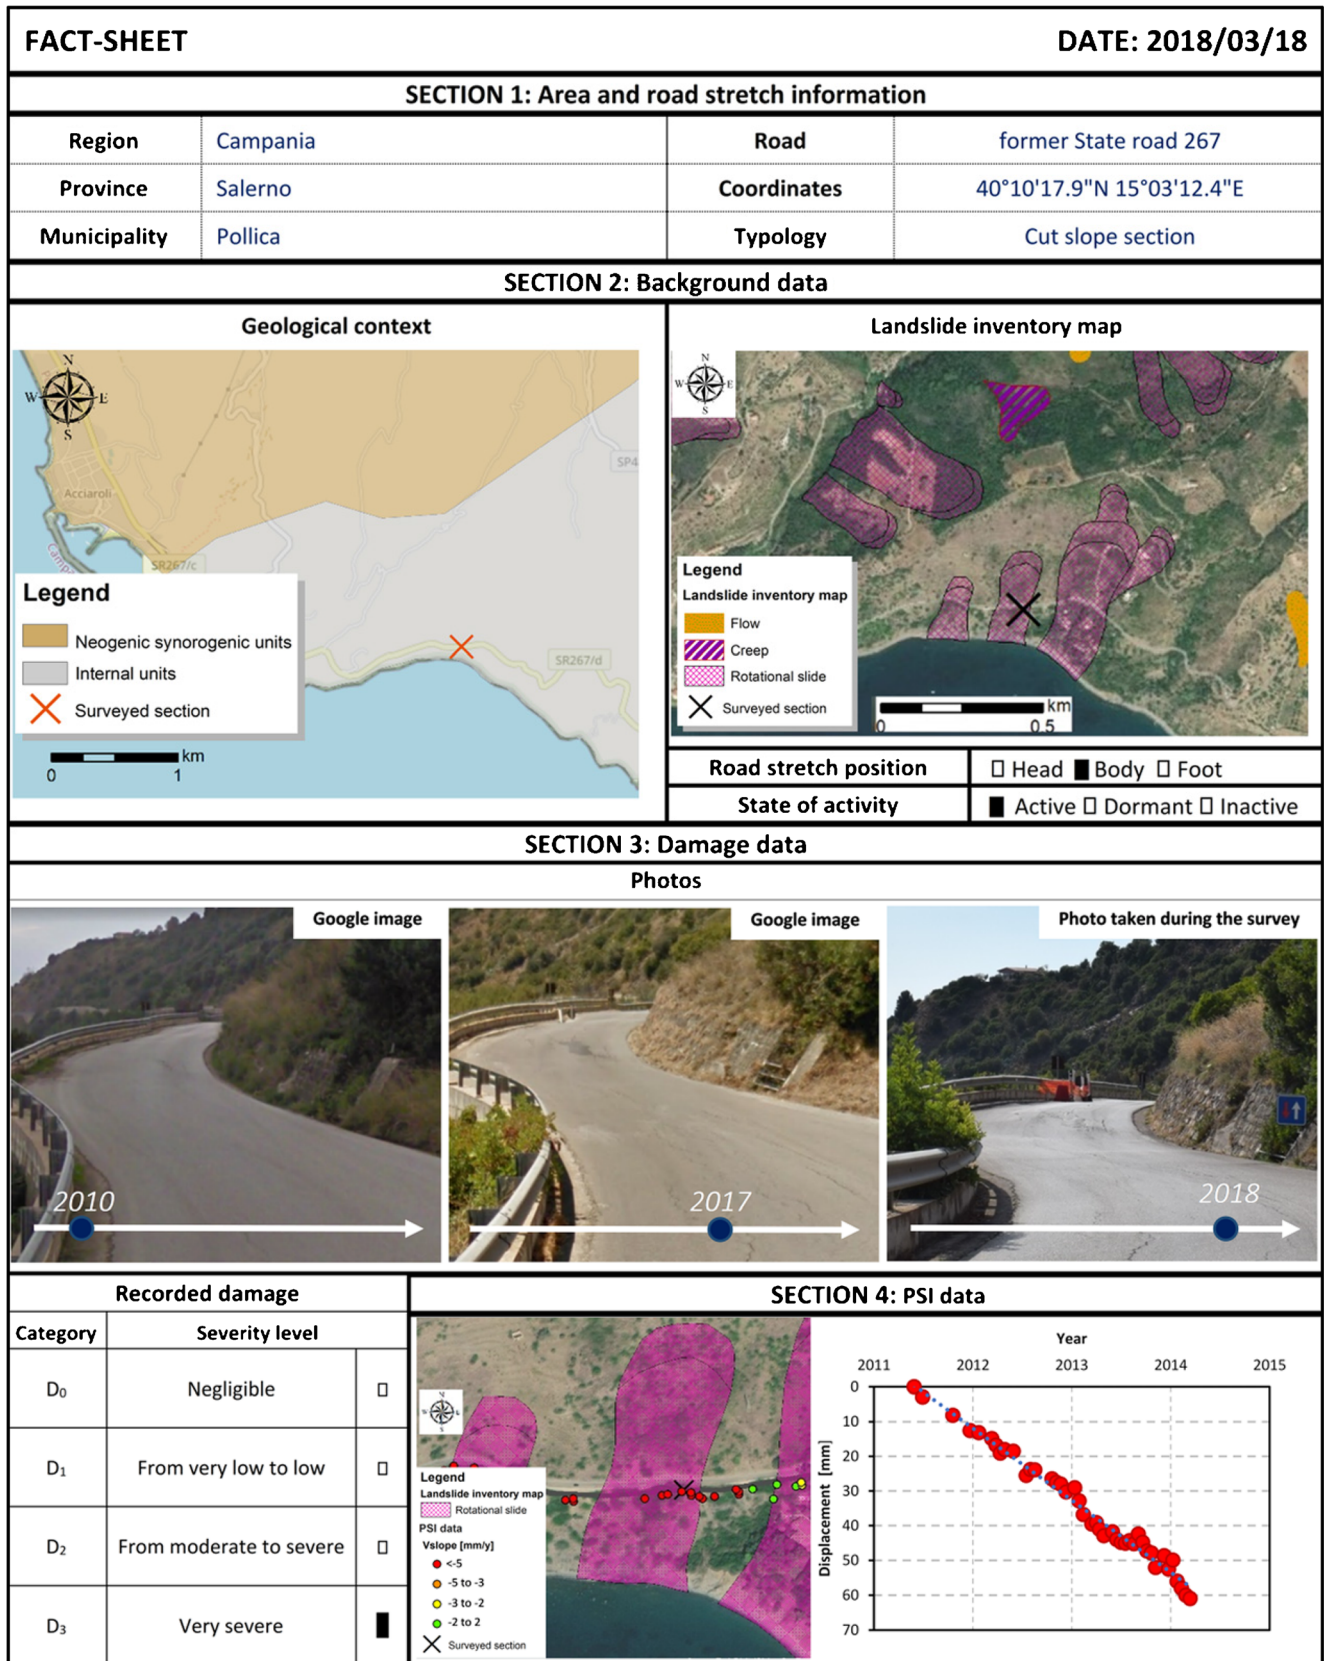 FACT-SHEET
DATE: 2018/03/18
SECTION 1: Area and road stretch information
Region
Campania
Road
former State road 267
Province
Salerno
Coordinates
40°10'17.9"N 15°03'12.4"E
Municipality
Pollica
Typology
Cut slope section
SECTION 2: Background data
Geological context
N
W
E
S
Acciaroli
SP4
SR267/c
SR267/d
Legend
Neogenic synorogenic units
Internal units
Surveyed section
km
0
1
Landslide inventory map
N
W
E
S
Legend
Landslide inventory map
Flow
Creep
Rotational slide
Surveyed section
km
0
0.5
Road stretch position
Head Body Foot
State of activity
Active Dormant Inactive
SECTION 3: Damage data
Photos
Google image
2010
Google image
2017
Photo taken during the survey
2018
Recorded damage
Category
Severity level
D0
Negligible
D1
From very low to low
D2
From moderate to severe
D3
Very severe
SECTION 4: PSI data
Legend
Landslide inventory map
Rotational slide
PSI data
Vslope [mm/y]
<-5
-5 to -3
-3 to -2
-2 to 2
Surveyed section
Year
2011 2012 2013 2014 2015
Displacement [mm]
0
10
20
30
40
50
60
70